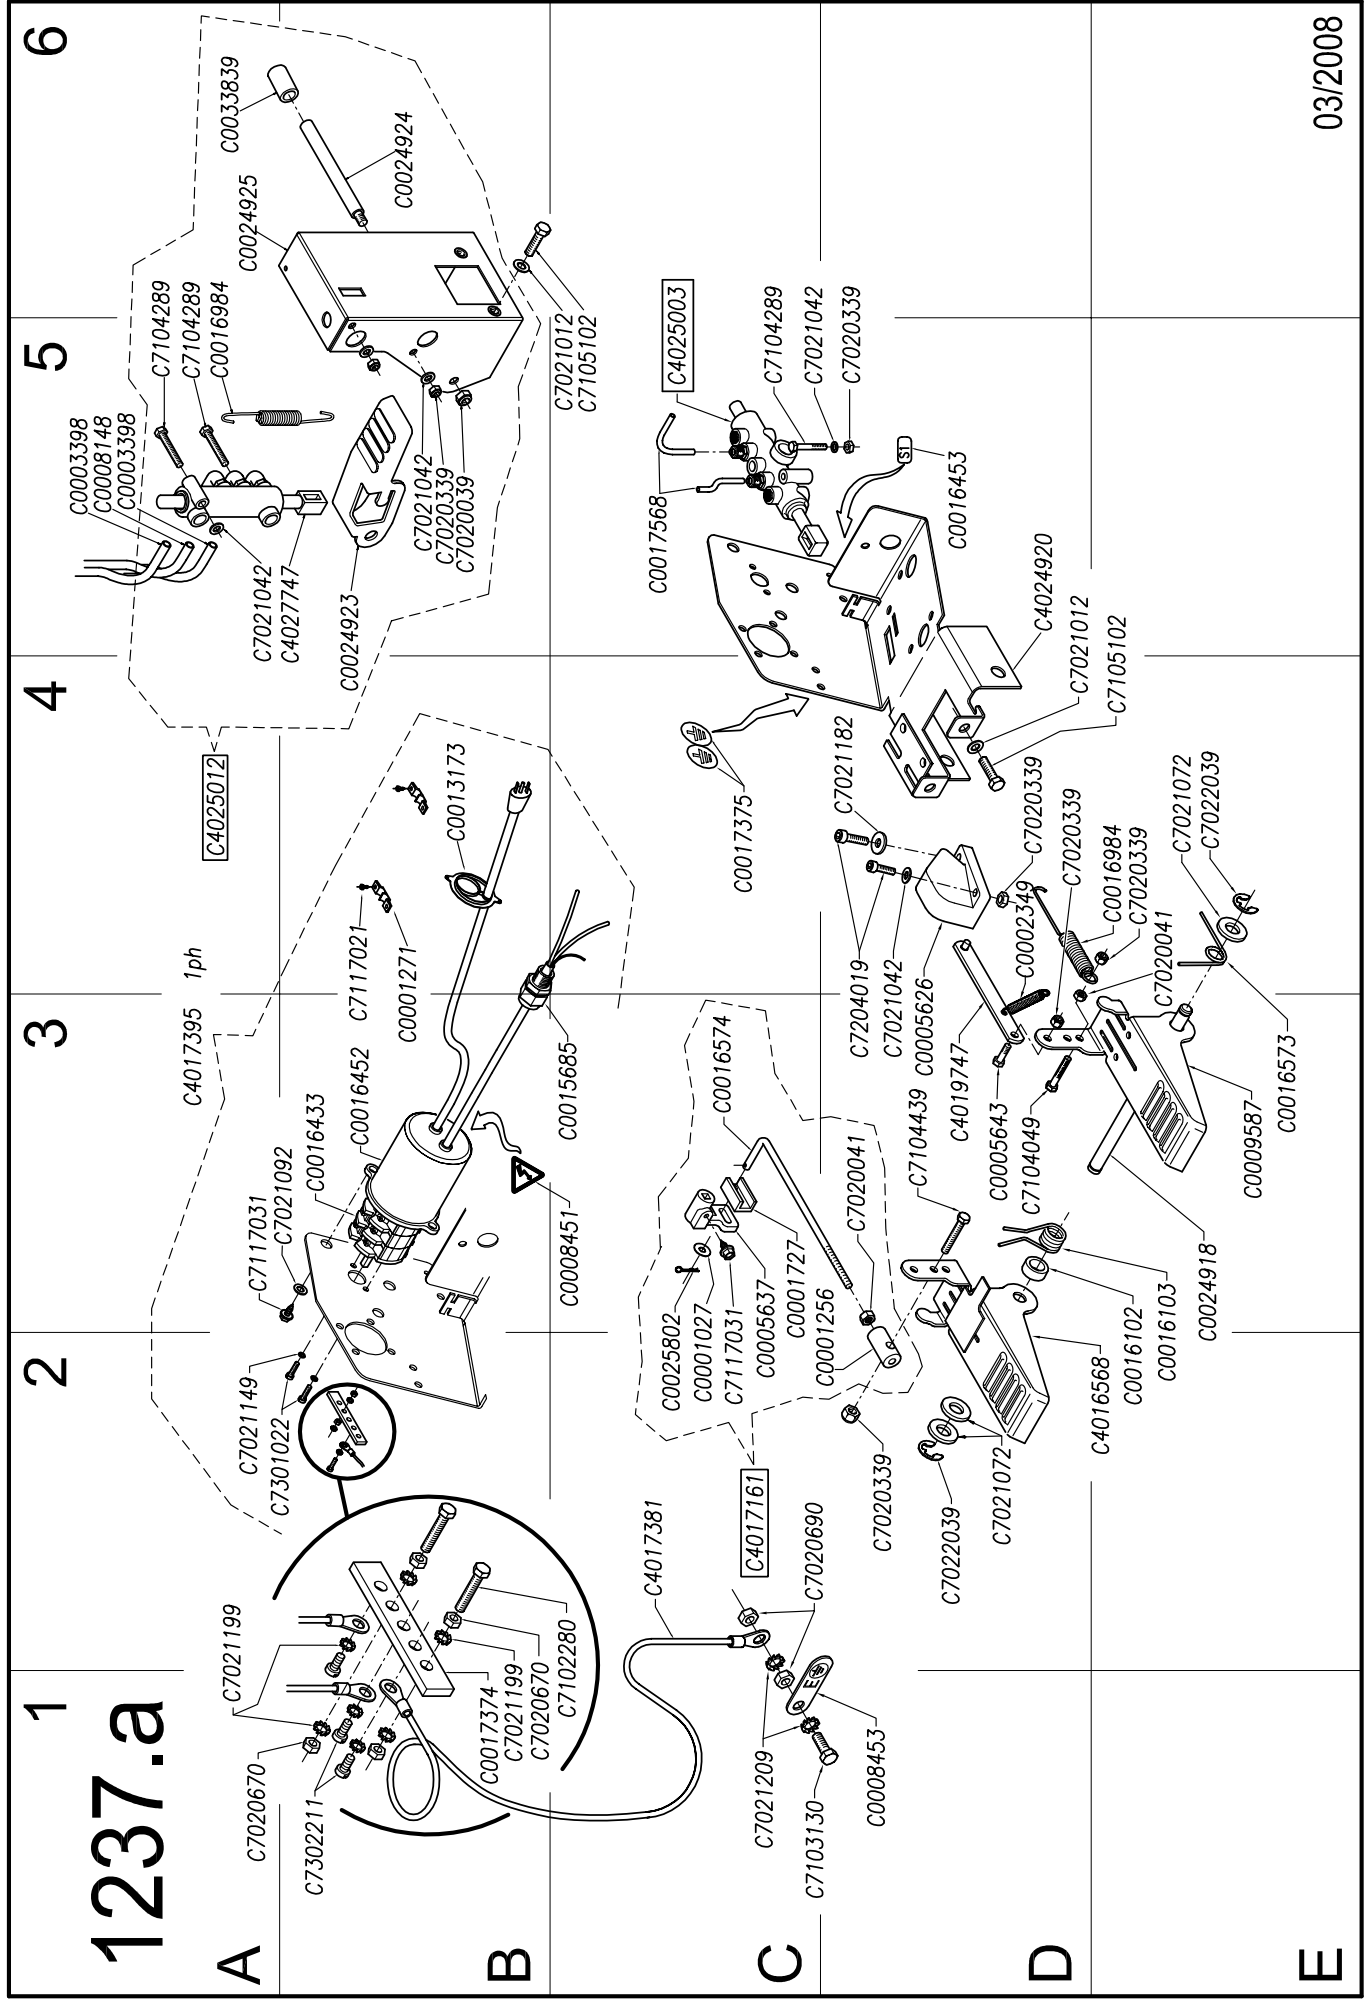 1237.a
1
2
3
4
5
6
A
B
C
D
E
C7020670
C7021199
C7302211
C0017374
C7021199
C7020670
C7102280
C7021149
C7301022
C7117031
C7021092
C0016433
C0016452
C4017395 1ph
C7117021
C0001271
C0013173
C0015685
C0008451
C4025012
C0003398
C0008148
C0003398
C7104289
C7104289
C0016984
C7021042
C4027747
C0024923
C7021042
C7020339
C7020039
C0024925
C0033839
C0024924
C7021012
C7105102
C4017381
C4017161
C7020690
C7021209
C7103130
C0008453
E
C0025802
C0001027
C7117031
C0005637
C0001727
C0001256
C0016574
C7020041
C7020339
C0017375
C0017568
C4025003
C7104289
C7021042
C7020339
S1
C0016453
C4024920
C7021012
C7105102
C7021182
C7204019
C7021042
C0005626
C4019747
C0005643
C7104049
C7104439
C7020339
C0002349
C7020339
C0016984
C7020339
C7020041
C7021072
C7022039
C0016573
C0009587
C0024918
C0016103
C0016102
C4016568
C7021072
C7022039
03/2008